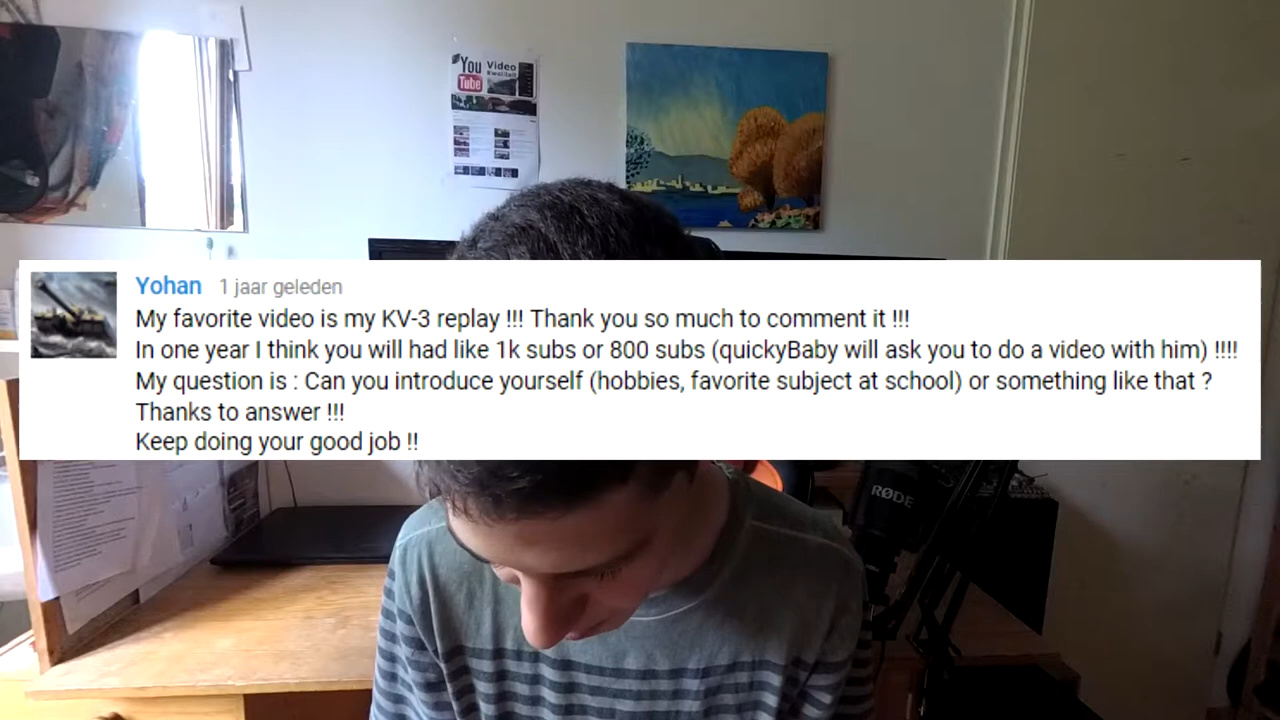 You
Tube
Video
kwaliteit
Yohan 1 jaar geleden
My favorite video is my KV-3 replay !!! Thank you so much to comment it !!!
In one year I think you will had like 1k subs or 800 subs (quickyBaby will ask you to do a video with him) !!!!
My question is : Can you introduce yourself (hobbies, favorite subject at school) or something like that ?
Thanks to answer !!!
Keep doing your good job !!
RØDE